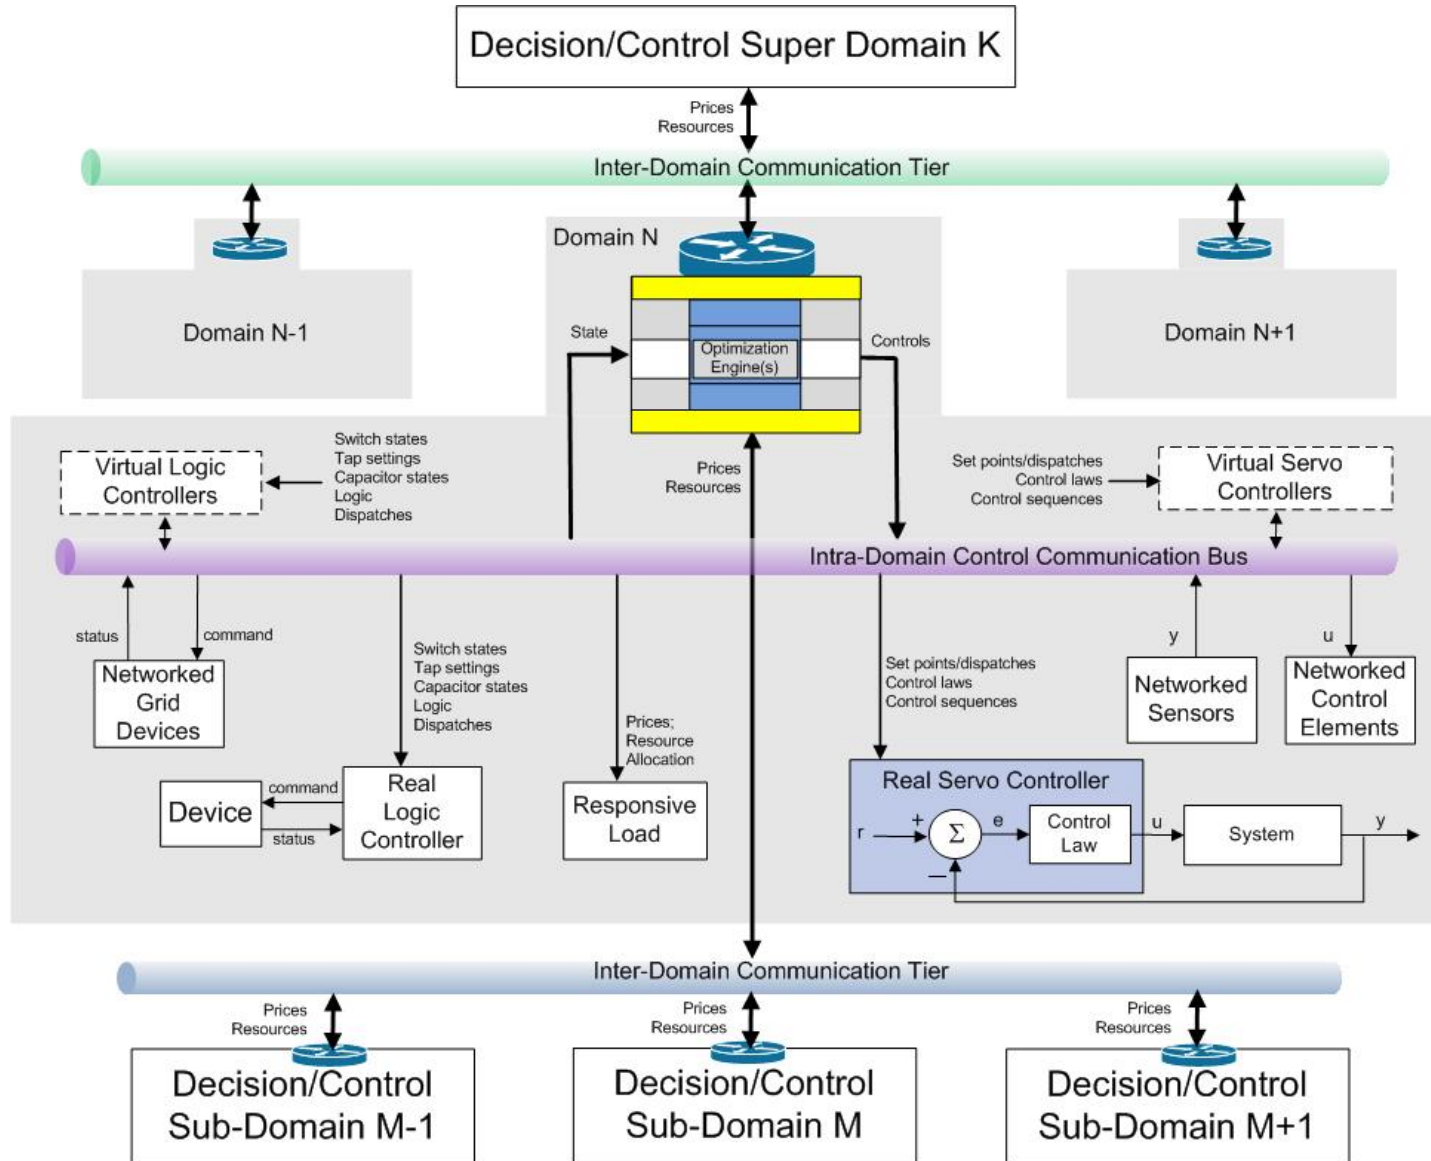 Decision/Control Super Domain K
Prices
Resources
Inter-Domain Communication Tier
Domain N
Domain N-1
Domain N+1
State
Optimization
Engine(s)
Controls
Virtual Logic
Controllers
Switch states
Tap settings
Capacitor states
Logic
Dispatches
Prices
Resources
Set points/dispatches
Control laws
Control sequences
Virtual Servo
Controllers
Intra-Domain Control Communication Bus
status
command
Networked
Grid
Devices
Switch states
Tap settings
Capacitor states
Logic
Dispatches
Prices;
Resource
Allocation
Set points/dispatches
Control laws
Control sequences
y
Networked
Sensors
u
Networked
Control
Elements
Device
command
status
Real
Logic
Controller
Responsive
Load
Real Servo Controller
r
+
Σ
—
e
Control
Law
u
System
y
Inter-Domain Communication Tier
Prices
Resources
Prices
Resources
Prices
Resources
Decision/Control
Sub-Domain M-1
Decision/Control
Sub-Domain M
Decision/Control
Sub-Domain M+1